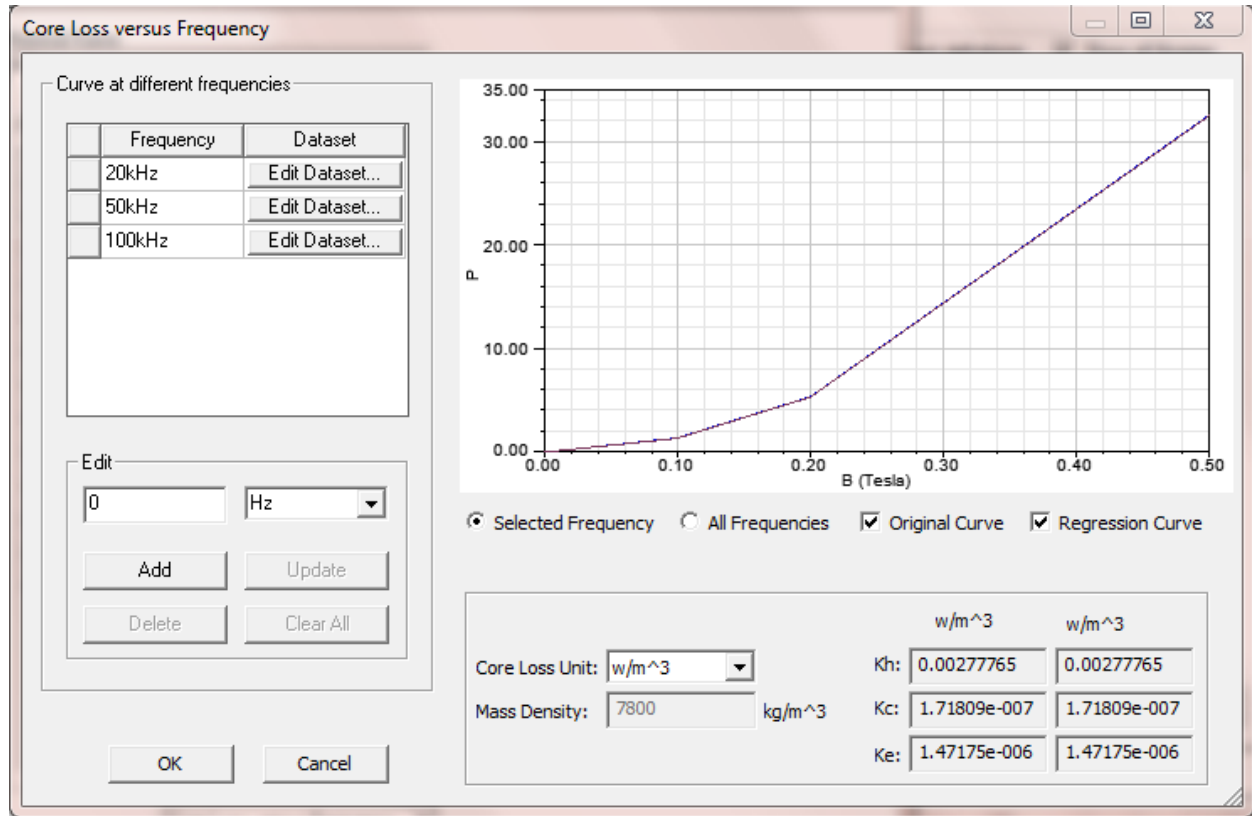 Core Loss versus Frequency
Curve at different frequencies
Frequency Dataset
20kHz Edit Dataset...
50kHz Edit Dataset...
100kHz Edit Dataset...
Edit
0 Hz
Add Update
Delete Clear All
OK Cancel
35.00
30.00
20.00
P
10.00
0.00
0.00 0.10 0.20 0.30 0.40 0.50
B (Tesla)
Selected Frequency All Frequencies Original Curve Regression Curve
w/m^3 w/m^3
Core Loss Unit: w/m^3 Kh: 0.00277765 0.00277765
Mass Density: 7800 kg/m^3 Kc: 1.71809e-007 1.71809e-007
Ke: 1.47175e-006 1.47175e-006